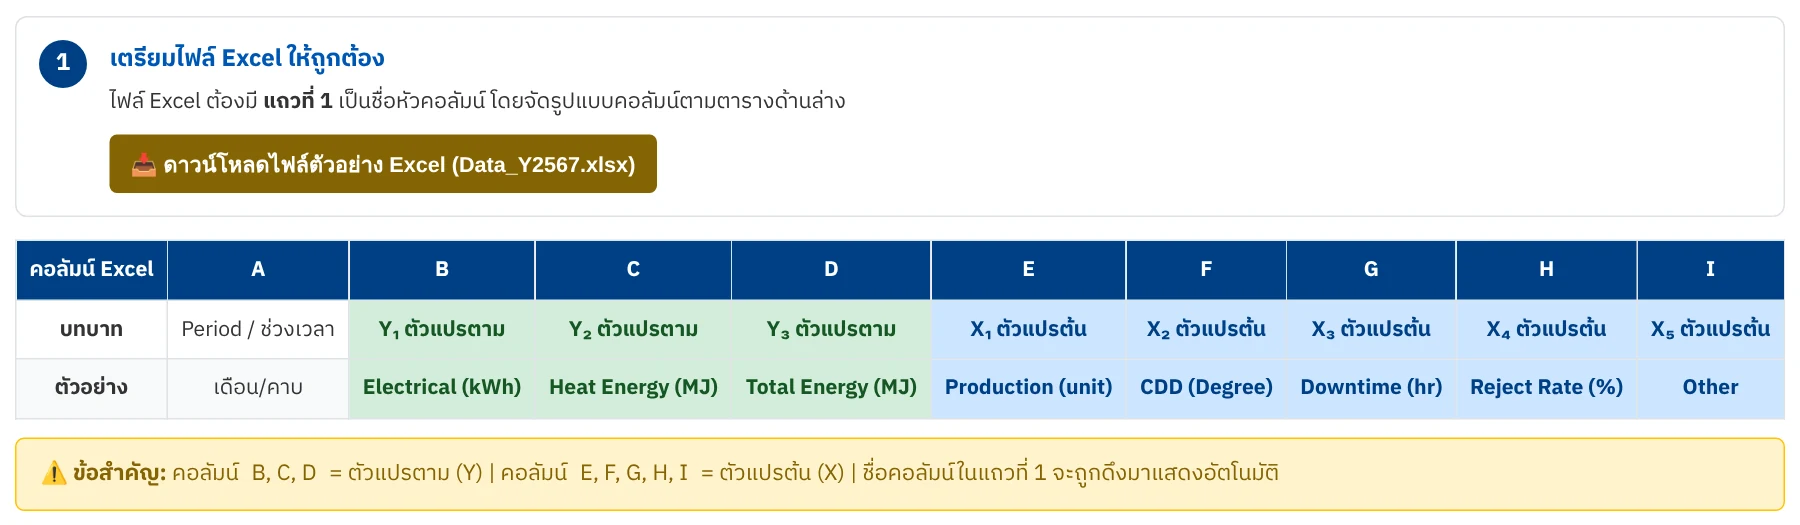 1
เตรียมไฟล์ Excel ให้ถูกต้อง
ไฟล์ Excel ต้องมี แถวที่ 1 เป็นชื่อหัวคอลัมน์ โดยจัดรูปแบบคอลัมน์ตามตารางด้านล่าง
📥 ดาวน์โหลดไฟล์ตัวอย่าง Excel (Data_Y2567.xlsx)
คอลัมน์ Excel A B C D E F G H I
บทบาท Period / ช่วงเวลา Y₁ ตัวแปรตาม Y₂ ตัวแปรตาม Y₃ ตัวแปรตาม X₁ ตัวแปรต้น X₂ ตัวแปรต้น X₃ ตัวแปรต้น X₄ ตัวแปรต้น X₅ ตัวแปรต้น
ตัวอย่าง เดือน/คาบ Electrical (kWh) Heat Energy (MJ) Total Energy (MJ) Production (unit) CDD (Degree) Downtime (hr) Reject Rate (%) Other
⚠️ ข้อสำคัญ: คอลัมน์ B, C, D = ตัวแปรตาม (Y) | คอลัมน์ E, F, G, H, I = ตัวแปรต้น (X) | ชื่อคอลัมน์ในแถวที่ 1 จะถูกดึงมาแสดงอัตโนมัติ